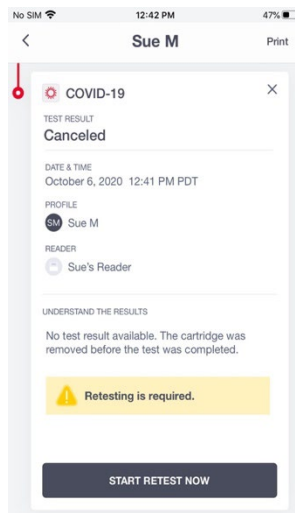 No SIM 12:42 PM 47%
Sue M Print
COVID-19
TEST RESULT
Canceled
DATE & TIME
October 6, 2020 12:41 PM PDT
PROFILE
SM Sue M
READER
Sue's Reader
UNDERSTAND THE RESULTS
No test result available. The cartridge was
removed before the test was completed.
Retesting is required.
START RETEST NOW